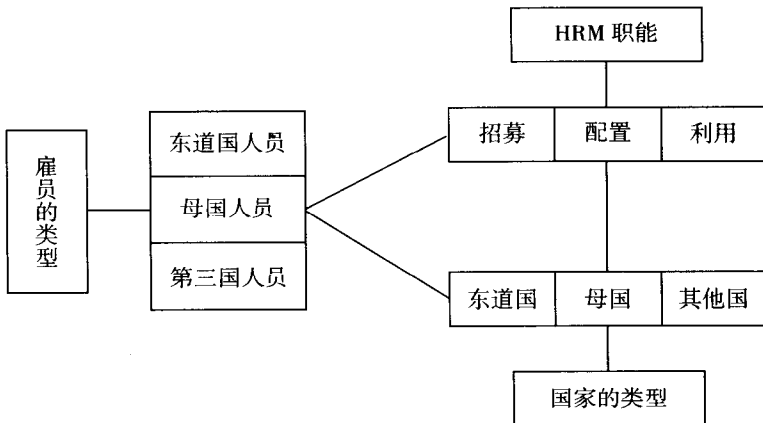 HRM 职能
招募 配置 利用
雇员的类型
东道国人员
母国人员
第三国人员
东道国 母国 其他国
国家的类型